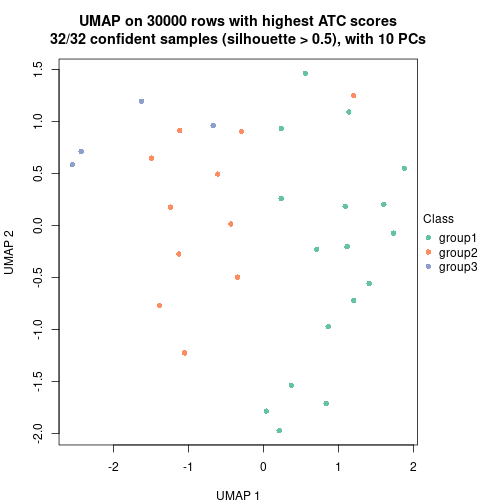 UMAP on 30000 rows with highest ATC scores
32/32 confident samples (silhouette > 0.5), with 10 PCs
1.5
1.0
0.5
0.0
-0.5
-1.0
-1.5
-2.0
UMAP 2
-2
-1
0
1
2
UMAP 1
Class
group1
group2
group3